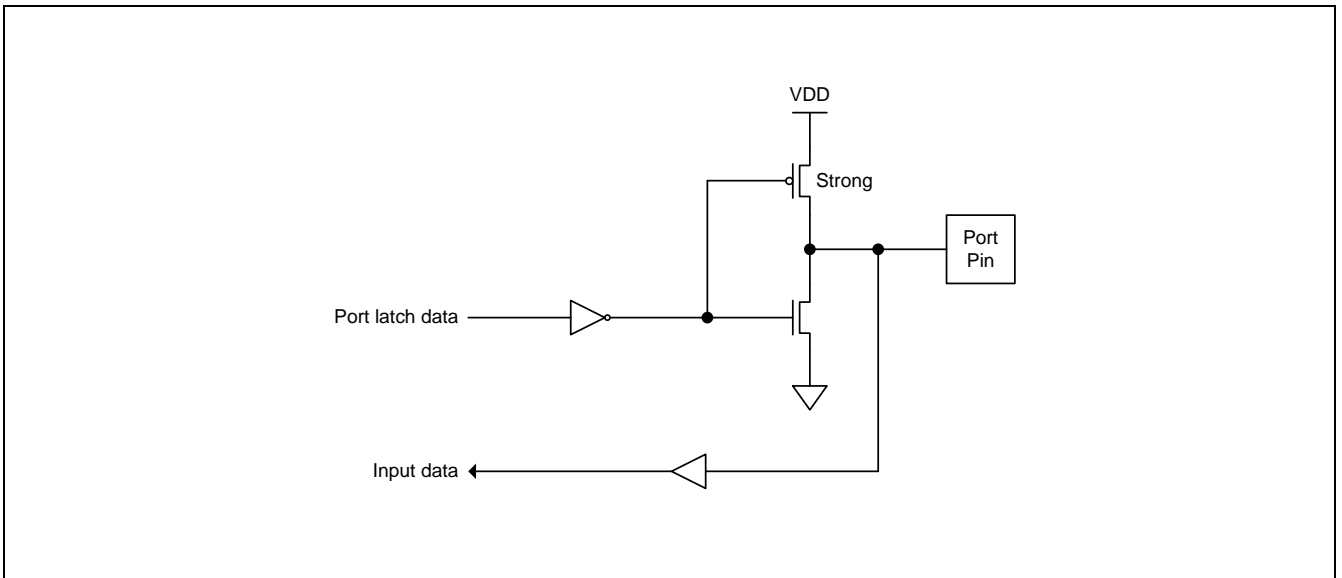 VDD
Strong
Port
Pin
Port latch data
Input data